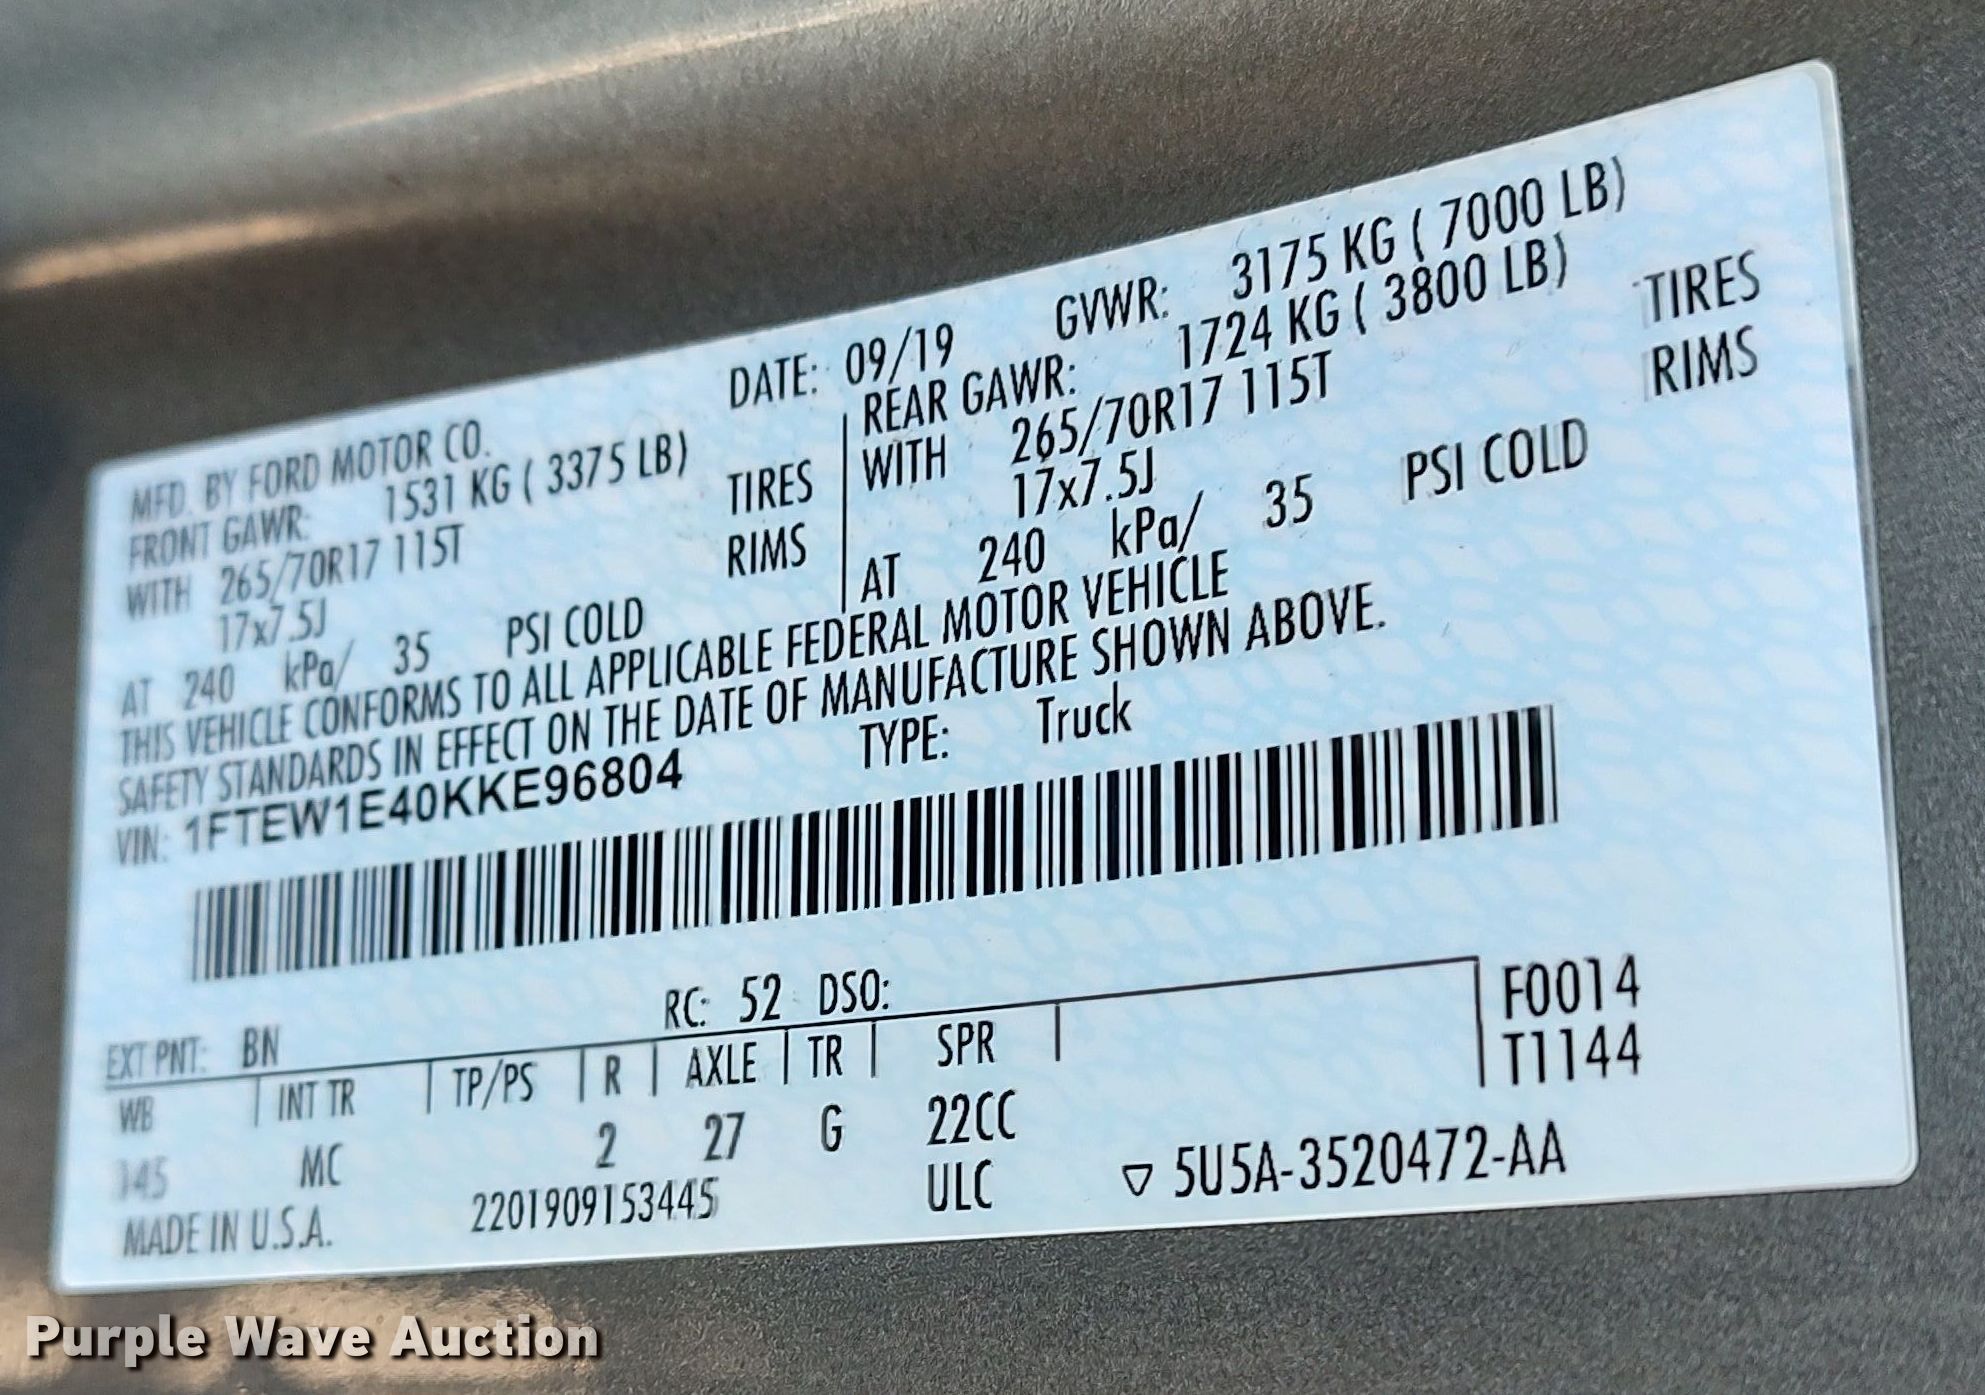 MFD. BY FORD MOTOR CO. DATE: 09/19 GVWR: 3175 KG ( 7000 LB)
FRONT GAWR: 1531 KG ( 3375 LB) REAR GAWR: 1724 KG ( 3800 LB)
WITH 265/70R17 115T TIRES WITH 265/70R17 115T TIRES
17x7.5J RIMS 17x7.5J RIMS
AT 240 kPa/ 35 PSI COLD AT 240 kPa/ 35 PSI COLD
THIS VEHICLE CONFORMS TO ALL APPLICABLE FEDERAL MOTOR VEHICLE
SAFETY STANDARDS IN EFFECT ON THE DATE OF MANUFACTURE SHOWN ABOVE.
VIN: 1FTEW1E40KKE96804 TYPE: Truck
EXT PNT: BN RC: 52 DSO: F0014
WB INT TR TP/PS R AXLE TR SPR T1144
145 MC 2 27 G 22CC
MADE IN U.S.A. 2201909153445 ULC ▽ 5U5A-3520472-AA
Purple Wave Auction